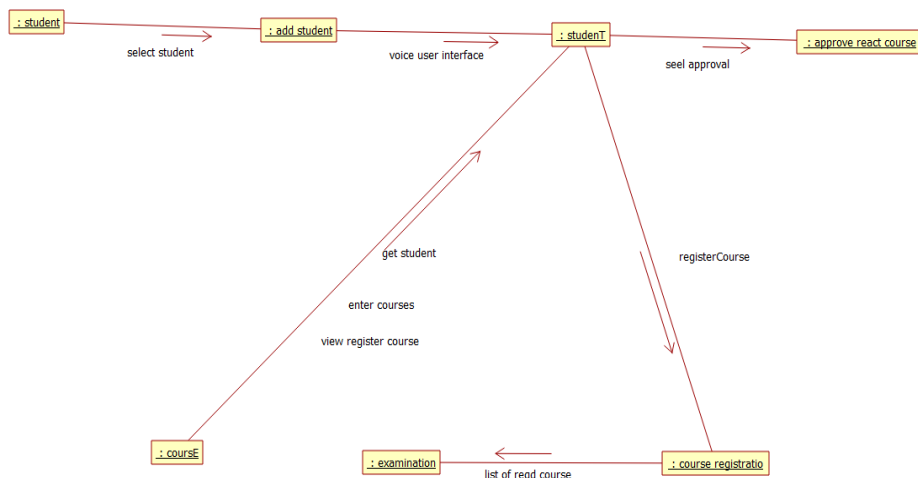 : student
: add student
: studenT
: approve react course
select student
voice user interface
seel approval
get student
registerCourse
enter courses
view register course
: coursE
: examination
: course registratio
list of regd course